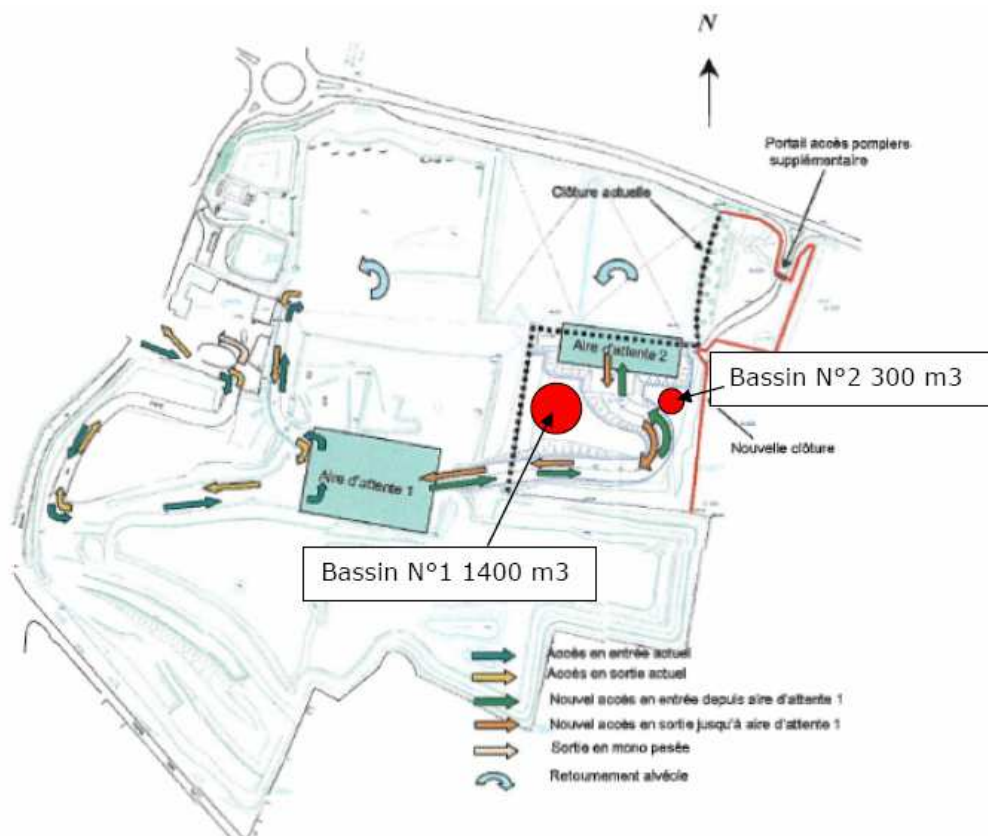 N
Portail accès pompiers
supplémentaire
Clôture actuelle
Aire d'attente 2
Bassin N°2 300 m3
Nouvelle clôture
Aire d'attente 1
Bassin N°1 1400 m3
Accès en entrée actuel
Accès en sortie actuel
Nouvel accès en entrée depuis aire d'attente 1
Nouvel accès en sortie jusqu'à aire d'attente 1
Sortie en mono pesée
Retournement alvéole